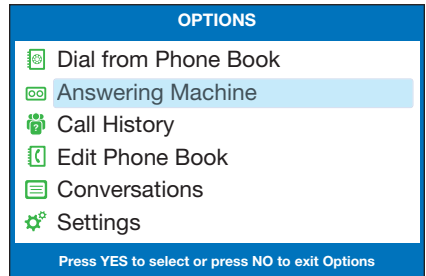 OPTIONS
Dial from Phone Book
Answering Machine
Call History
Edit Phone Book
Conversations
Settings
Press YES to select or press NO to exit Options